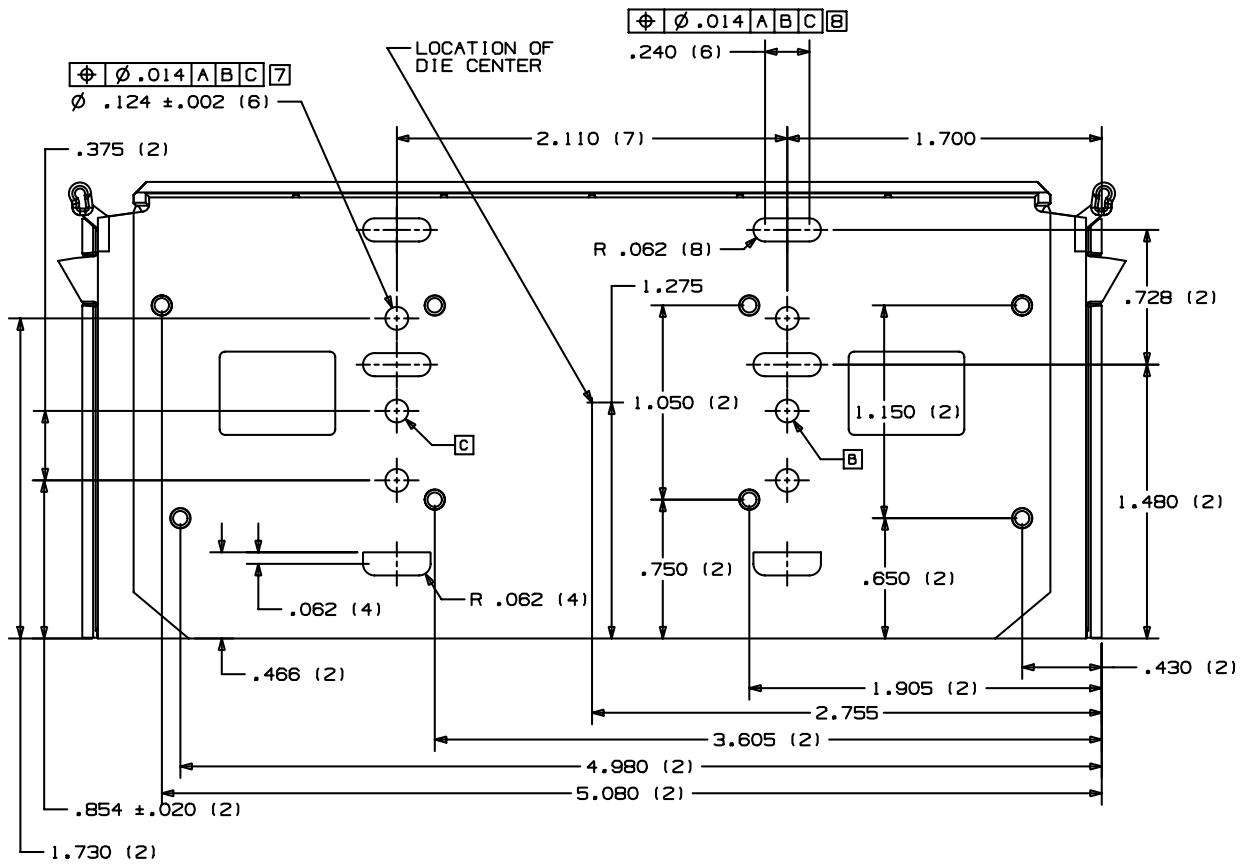 ⌖ Ø .014 A B C 8
.240 (6)
LOCATION OF
DIE CENTER
⌖ Ø .014 A B C 7
Ø .124 ±.002 (6)
2.110 (7)
1.700
.375 (2)
R .062 (8)
1.275
.728 (2)
1.050 (2)
1.150 (2)
C
B
1.480 (2)
.750 (2)
.650 (2)
.062 (4)
R .062 (4)
.466 (2)
.430 (2)
1.905 (2)
2.755
3.605 (2)
4.980 (2)
5.080 (2)
.854 ±.020 (2)
1.730 (2)